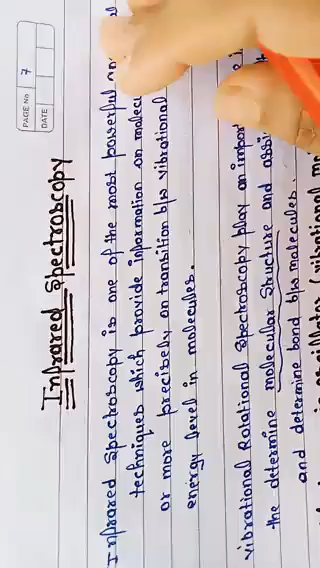 PAGE No 7
DATE
Infrared Spectroscopy
Infrared Spectroscopy is one of the most powerful
techniques which provide information on
or more precisely on transition b/w vibrational
energy level in molecules.
Vibrational Rotational Spectroscopy play an
the determine molecular structure and
and determine bond b/w molecules.